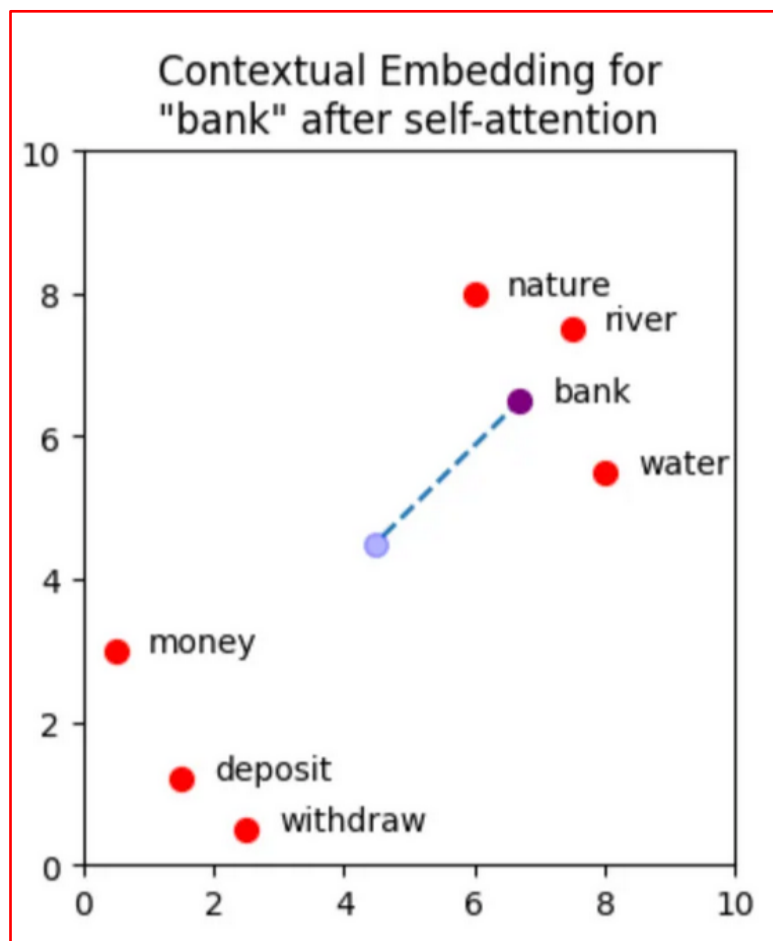 Contextual Embedding for
"bank" after self-attention
10
8
6
4
2
0
nature
river
bank
water
money
deposit
withdraw
0 2 4 6 8 10